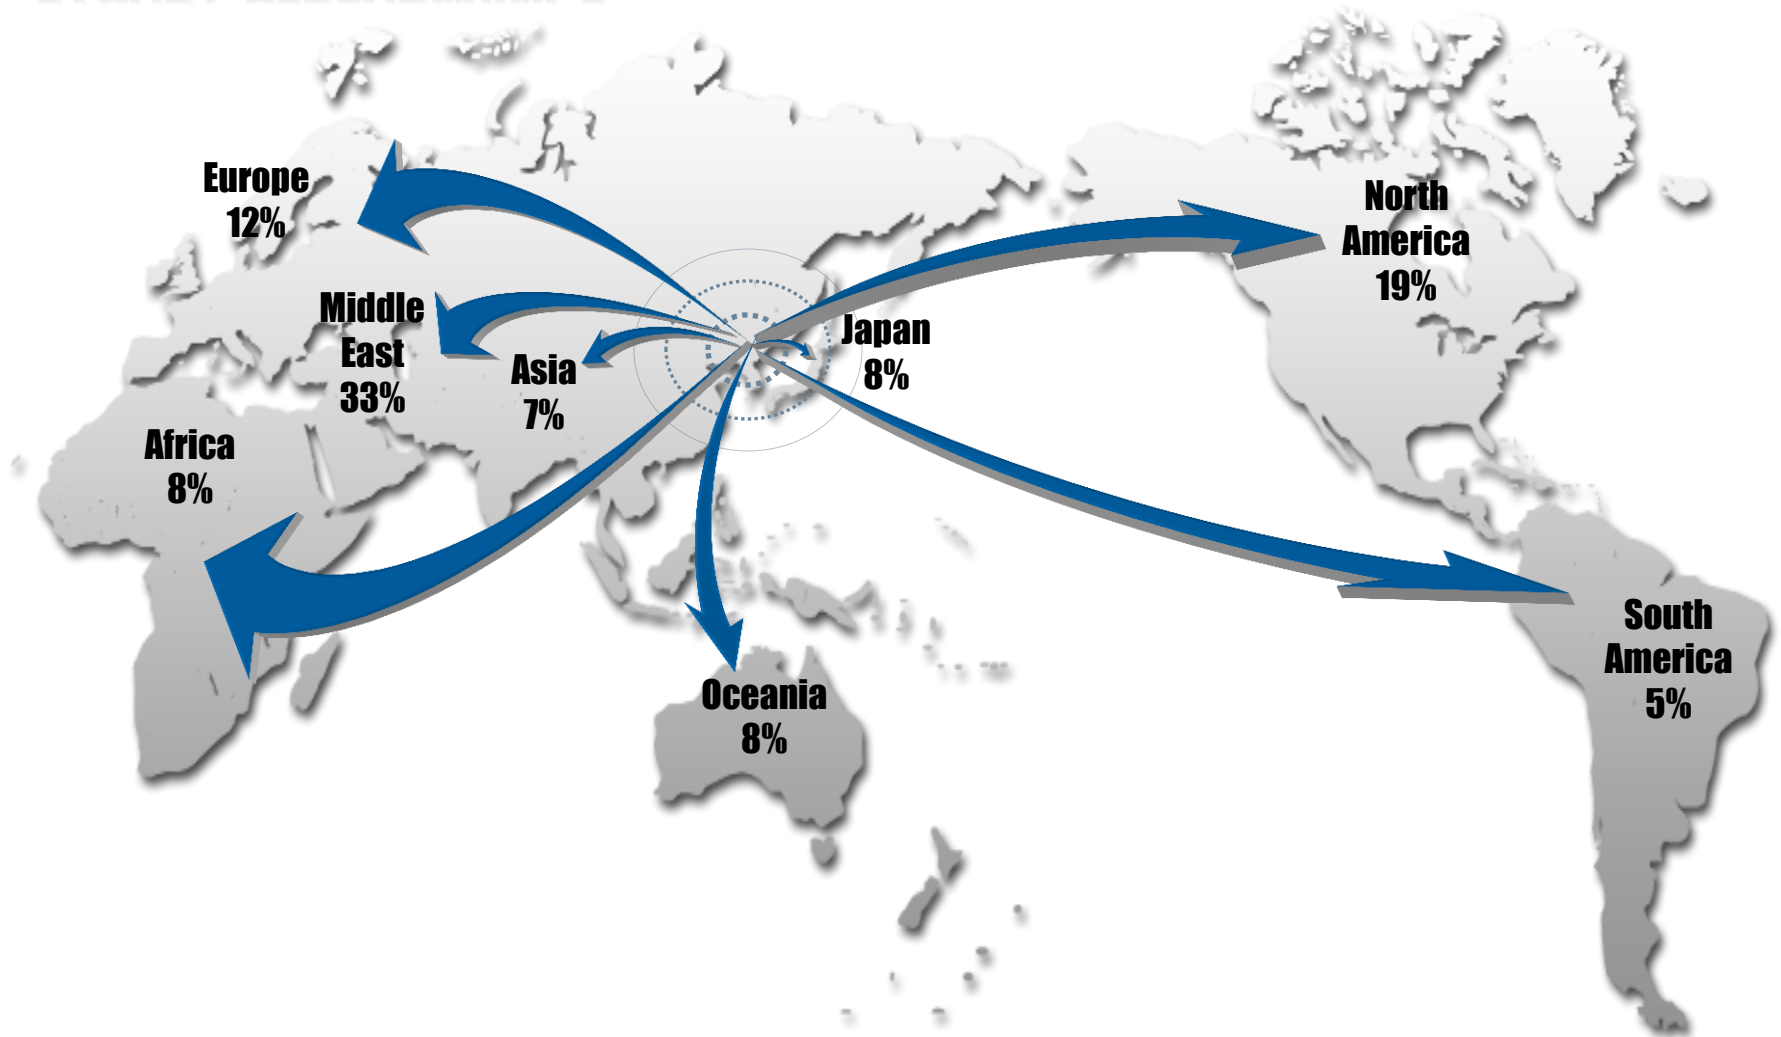 Europe
12%
North
America
19%
Middle
East
33%
Japan
8%
Asia
7%
Africa
8%
South
America
5%
Oceania
8%